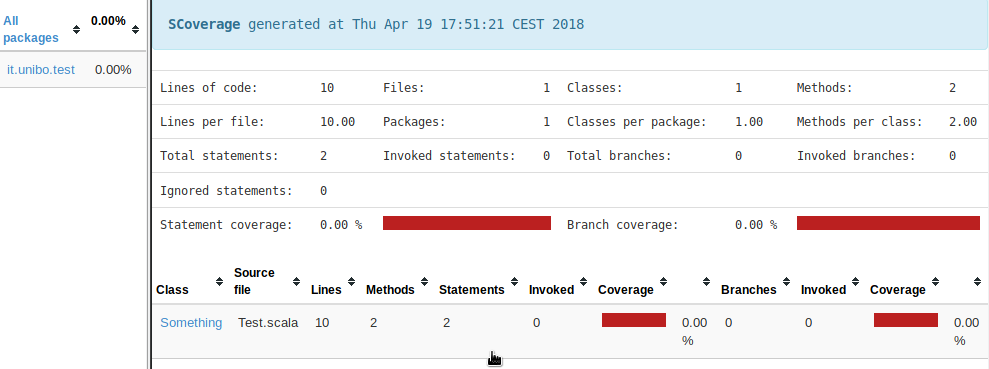 All packages 0.00%
it.unibo.test 0.00%
SCoverage generated at Thu Apr 19 17:51:21 CEST 2018
Lines of code: 10 Files: 1 Classes: 1 Methods: 2
Lines per file: 10.00 Packages: 1 Classes per package: 1.00 Methods per class: 2.00
Total statements: 2 Invoked statements: 0 Total branches: 0 Invoked branches: 0
Ignored statements: 0
Statement coverage: 0.00 % Branch coverage: 0.00 %
Class Source file Lines Methods Statements Invoked Coverage Branches Invoked Coverage
Something Test.scala 10 2 2 0 0.00 % 0 0 0.00 %